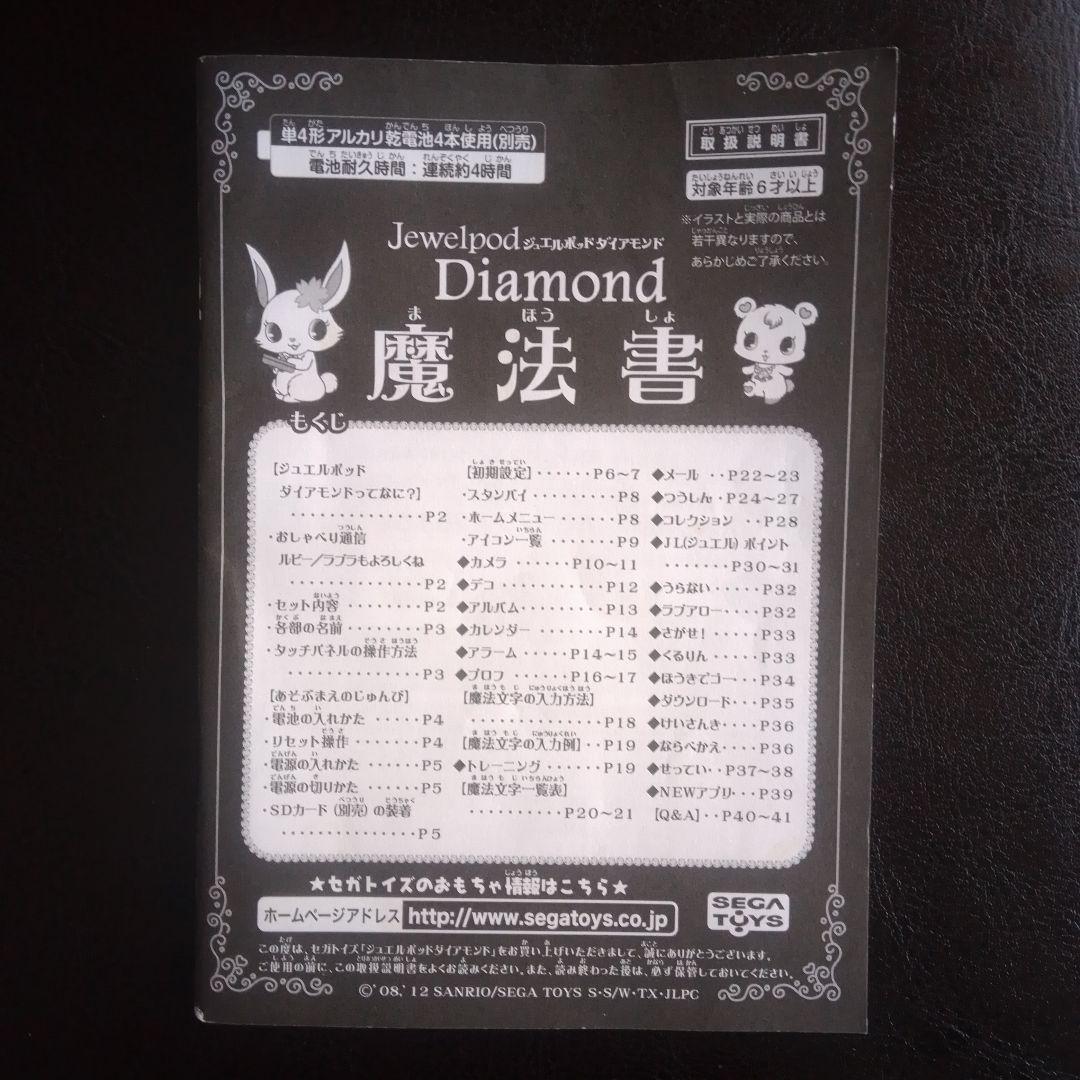 単4形アルカリ乾電池4本使用(別売)
電池耐久時間：連続約4時間
取扱説明書
対象年齢6才以上
※イラストと実際の商品とは
若干異なりますので、
あらかじめご了承ください。
Jewelpod ジュエルポッドダイアモンド
Diamond
魔法書
もくじ
【ジュエルポッド
ダイアモンドってなに?】
・・・・・・・・・・・・・・P2
・おしゃべり通信
ルビー/ラブラもよろしくね
・・・・・・・・・・・・・・P2
・セット内容・・・・・・・・P2
・各部の名前・・・・・・・・P3
・タッチパネルの操作方法
・・・・・・・・・・・・・・P3
【あそぶまえのじゅんび】
・電池の入れかた・・・・・・P4
・リセット操作・・・・・・・P4
・電源の入れかた・・・・・・P5
・電源の切りかた・・・・・・P5
・SDカード(別売)の装着
・・・・・・・・・・・・・・・P5
【初期設定】・・・・・・P6〜7
・スタンバイ・・・・・・・・・P8
・ホームメニュー・・・・・・P8
・アイコン一覧・・・・・・・P9
◆カメラ・・・・・・P10〜11
◆デコ・・・・・・・・・・・P12
◆アルバム・・・・・・・・P13
◆カレンダー・・・・・・・P14
◆アラーム・・・・・P14〜15
◆プロフ・・・・・・P16〜17
【魔法文字の入力方法】
・・・・・・・・・・・・・P18
【魔法文字の入力例】・・P19
◆トレーニング・・・・・・P19
【魔法文字一覧表】
・・・・・・・・・・P20〜21
◆メール・・P22〜23
◆つうしん・P24〜27
◆コレクション・・P28
◆JL(ジュエル)ポイント
・・・・・・・P30〜31
◆うらない・・・・・P32
◆ラブアロー・・・・P32
◆さがせ!・・・・・P33
◆くるりん・・・・・P33
◆ほうきでゴー・・・P34
◆ダウンロード・・・P35
◆けいさんき・・・・P36
◆ならべかえ・・・・P36
◆せってい・・P37〜38
◆NEWアプリ・・・P39
【Q&A】・・P40〜41
★セガトイズのおもちゃ情報はこちら★
ホームページアドレス http://www.segatoys.co.jp
SEGA
TOYS
この度は、セガトイズ「ジュエルポッドダイアモンド」をお買い上げいただきまして、誠にありがとうございます。
ご使用の前に、この取扱説明書をよくお読みください。また、読み終わった後は、必ず保管しておいてください。
©'08,'12 SANRIO/SEGA TOYS S・S/W・TX・JLPC